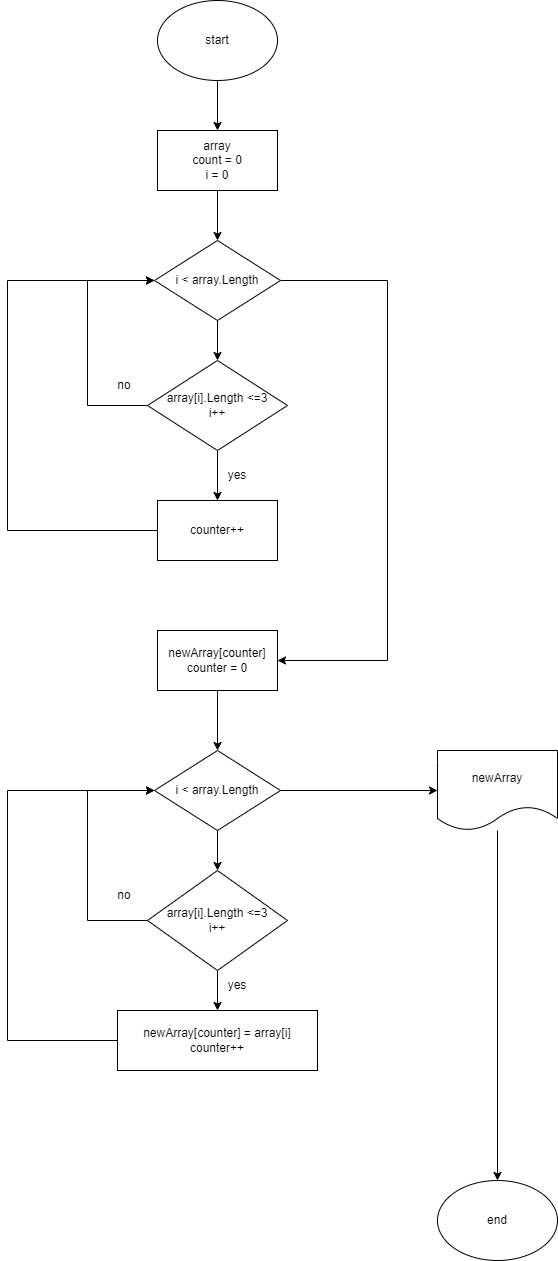 start
array
count = 0
i = 0
i < array.Length
no
array[i].Length <=3
i++
yes
counter++
newArray[counter]
counter = 0
i < array.Length
newArray
no
array[i].Length <=3
i++
yes
newArray[counter] = array[i]
counter++
end